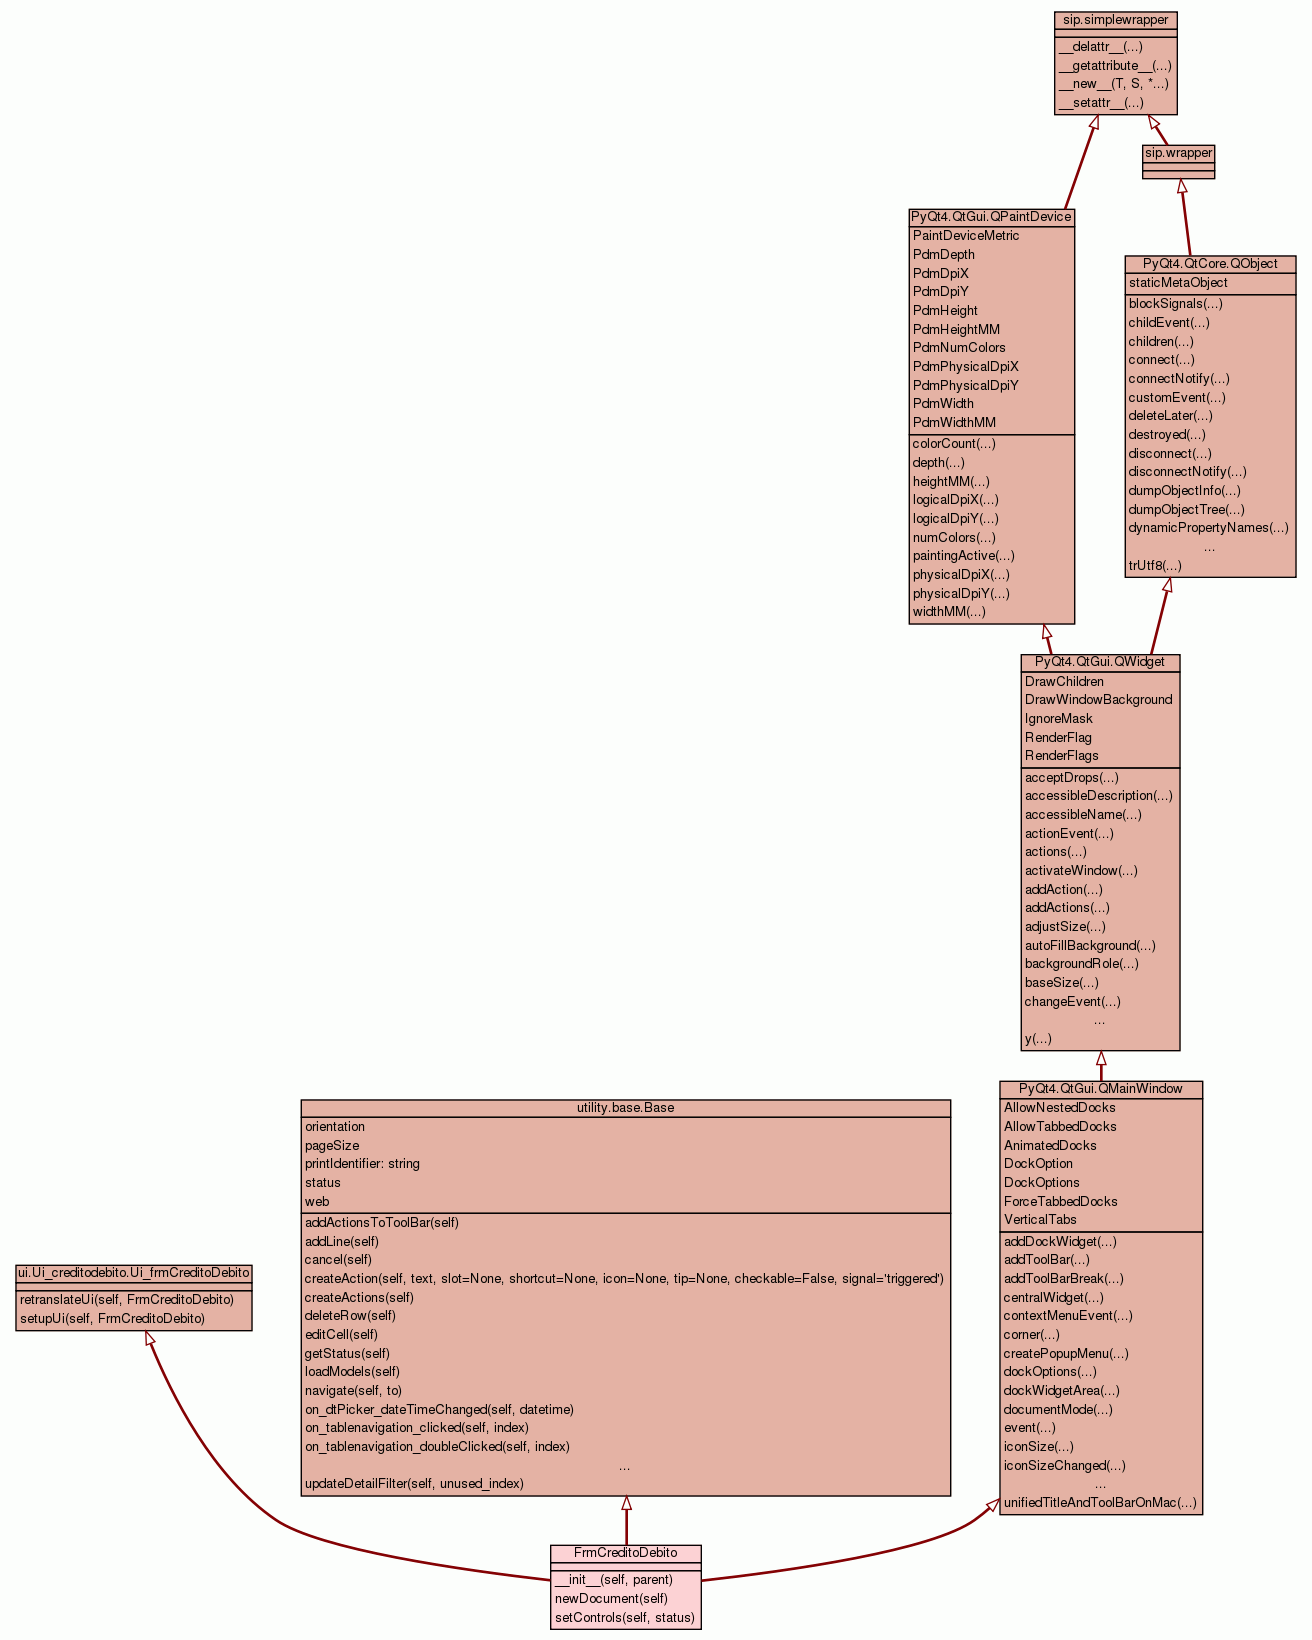 sip.simplewrapper
__delattr__(...)
__getattribute__(...)
__new__(T, S, *...)
__setattr__(...)
sip.wrapper
PyQt4.QtGui.QPaintDevice
PaintDeviceMetric
PdmDepth
PdmDpiX
PdmDpiY
PdmHeight
PdmHeightMM
PdmNumColors
PdmPhysicalDpiX
PdmPhysicalDpiY
PdmWidth
PdmWidthMM
colorCount(...)
depth(...)
heightMM(...)
logicalDpiX(...)
logicalDpiY(...)
numColors(...)
paintingActive(...)
physicalDpiX(...)
physicalDpiY(...)
widthMM(...)
PyQt4.QtCore.QObject
staticMetaObject
blockSignals(...)
childEvent(...)
children(...)
connect(...)
connectNotify(...)
customEvent(...)
deleteLater(...)
destroyed(...)
disconnect(...)
disconnectNotify(...)
dumpObjectInfo(...)
dumpObjectTree(...)
dynamicPropertyNames(...)
...
trUtf8(...)
PyQt4.QtGui.QWidget
DrawChildren
DrawWindowBackground
IgnoreMask
RenderFlag
RenderFlags
acceptDrops(...)
accessibleDescription(...)
accessibleName(...)
actionEvent(...)
actions(...)
activateWindow(...)
addAction(...)
addActions(...)
adjustSize(...)
autoFillBackground(...)
backgroundRole(...)
baseSize(...)
changeEvent(...)
...
y(...)
PyQt4.QtGui.QMainWindow
AllowNestedDocks
AllowTabbedDocks
AnimatedDocks
DockOption
DockOptions
ForceTabbedDocks
VerticalTabs
addDockWidget(...)
addToolBar(...)
addToolBarBreak(...)
centralWidget(...)
contextMenuEvent(...)
corner(...)
createPopupMenu(...)
dockOptions(...)
dockWidgetArea(...)
documentMode(...)
event(...)
iconSize(...)
iconSizeChanged(...)
...
unifiedTitleAndToolBarOnMac(...)
utility.base.Base
orientation
pageSize
printIdentifier: string
status
web
addActionsToToolBar(self)
addLine(self)
cancel(self)
createAction(self, text, slot=None, shortcut=None, icon=None, tip=None, checkable=False, signal='triggered')
createActions(self)
deleteRow(self)
editCell(self)
getStatus(self)
loadModels(self)
navigate(self, to)
on_dtPicker_dateTimeChanged(self, datetime)
on_tablenavigation_clicked(self, index)
on_tablenavigation_doubleClicked(self, index)
...
updateDetailFilter(self, unused_index)
ui.Ui_creditodebito.Ui_frmCreditoDebito
retranslateUi(self, FrmCreditoDebito)
setupUi(self, FrmCreditoDebito)
FrmCreditoDebito
__init__(self, parent)
newDocument(self)
setControls(self, status)